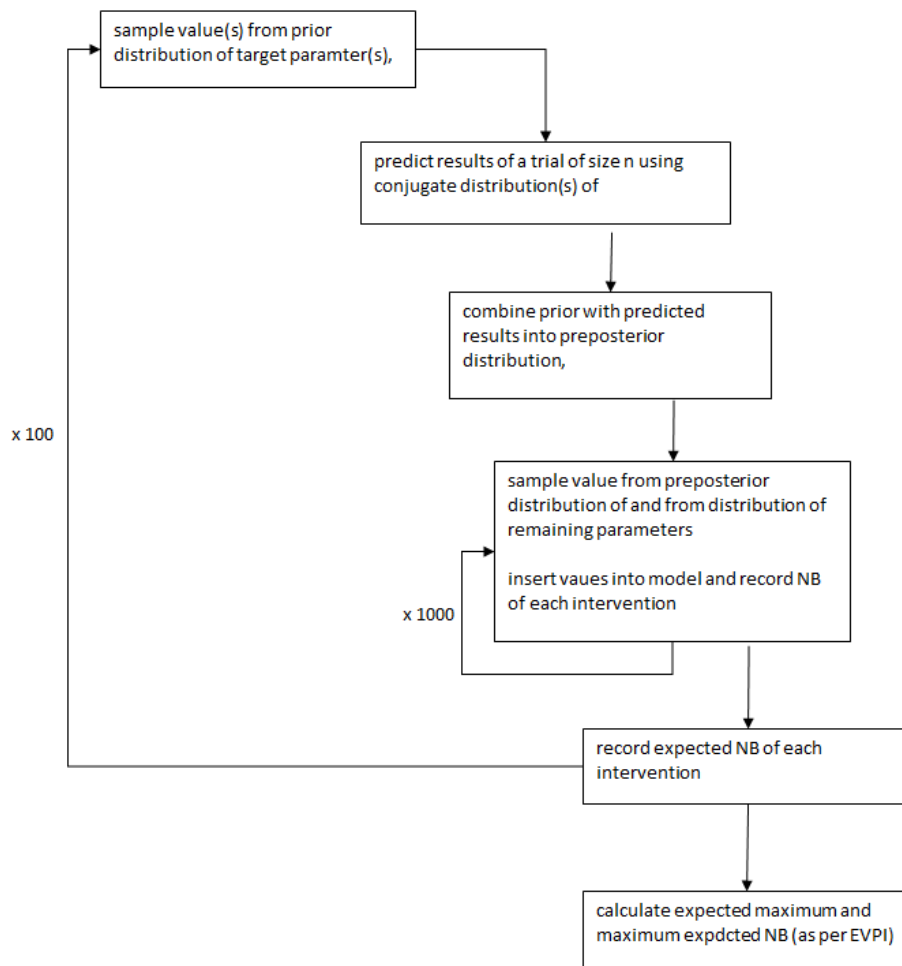 sample value(s) from prior
distribution of target paramter(s),
predict results of a trial of size n using
conjugate distribution(s) of
combine prior with predicted
results into preposterior
distribution,
x 100
sample value from preposterior
distribution of and from distribution of
remaining parameters
insert vaues into model and record NB
of each intervention
x 1000
record expected NB of each
intervention
calculate expected maximum and
maximum expdcted NB (as per EVPI)